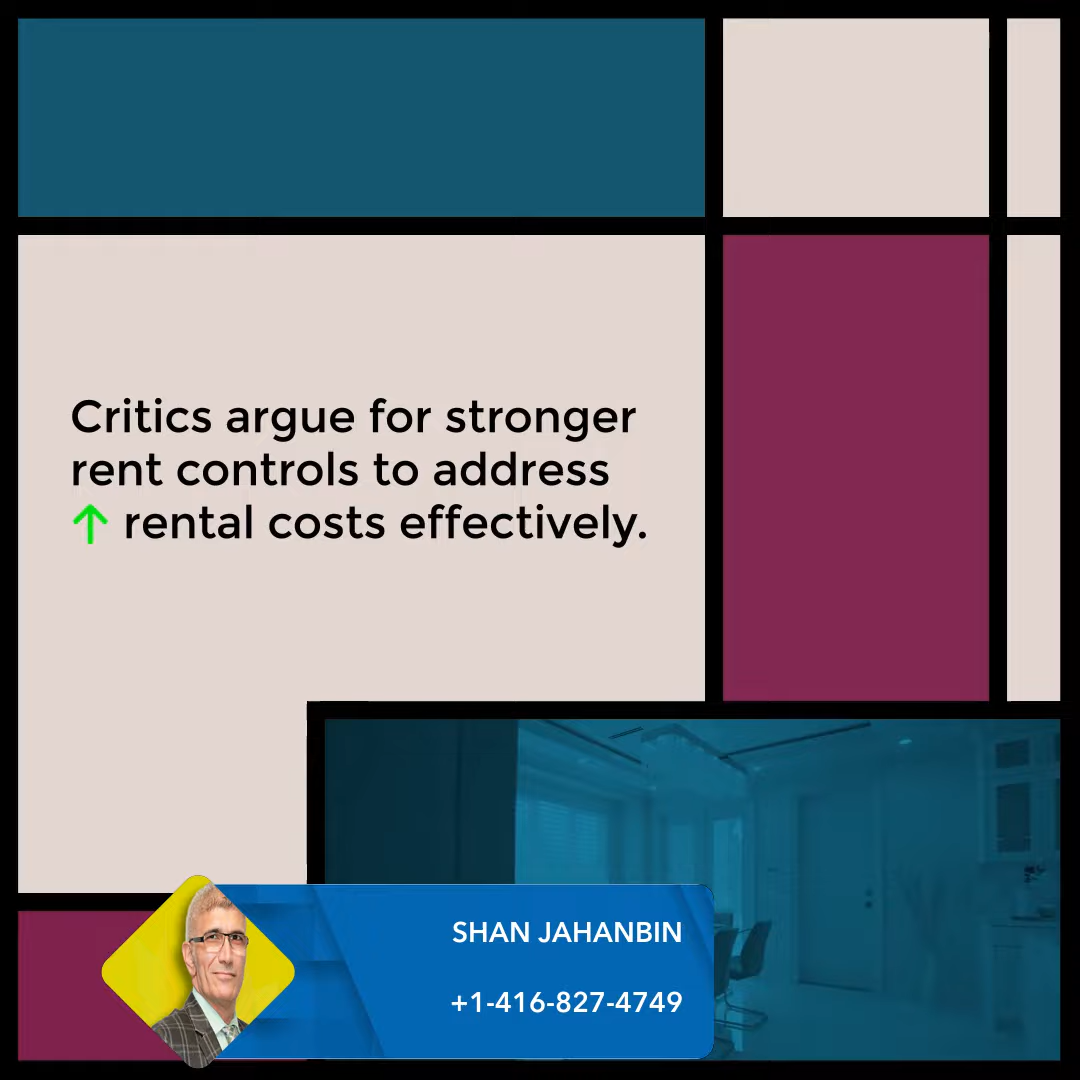 Critics argue for stronger
rent controls to address
↑ rental costs effectively.
SHAN JAHANBIN
+1-416-827-4749